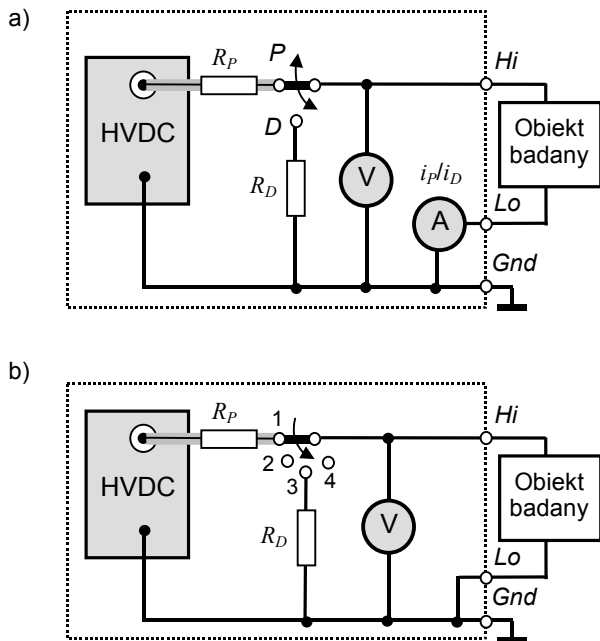 a)
R_P
P
Hi
HVDC
D
Obiekt
badany
R_D
V
i_P/i_D
A
Lo
Gnd
b)
R_P
1
Hi
2
3
4
HVDC
Obiekt
badany
R_D
V
Lo
Gnd